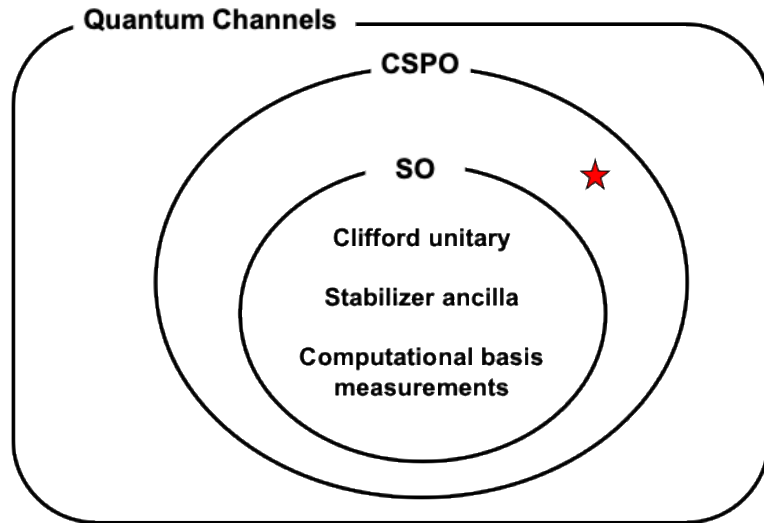 Quantum Channels
CSPO
SO
Clifford unitary
Stabilizer ancilla
Computational basis
measurements